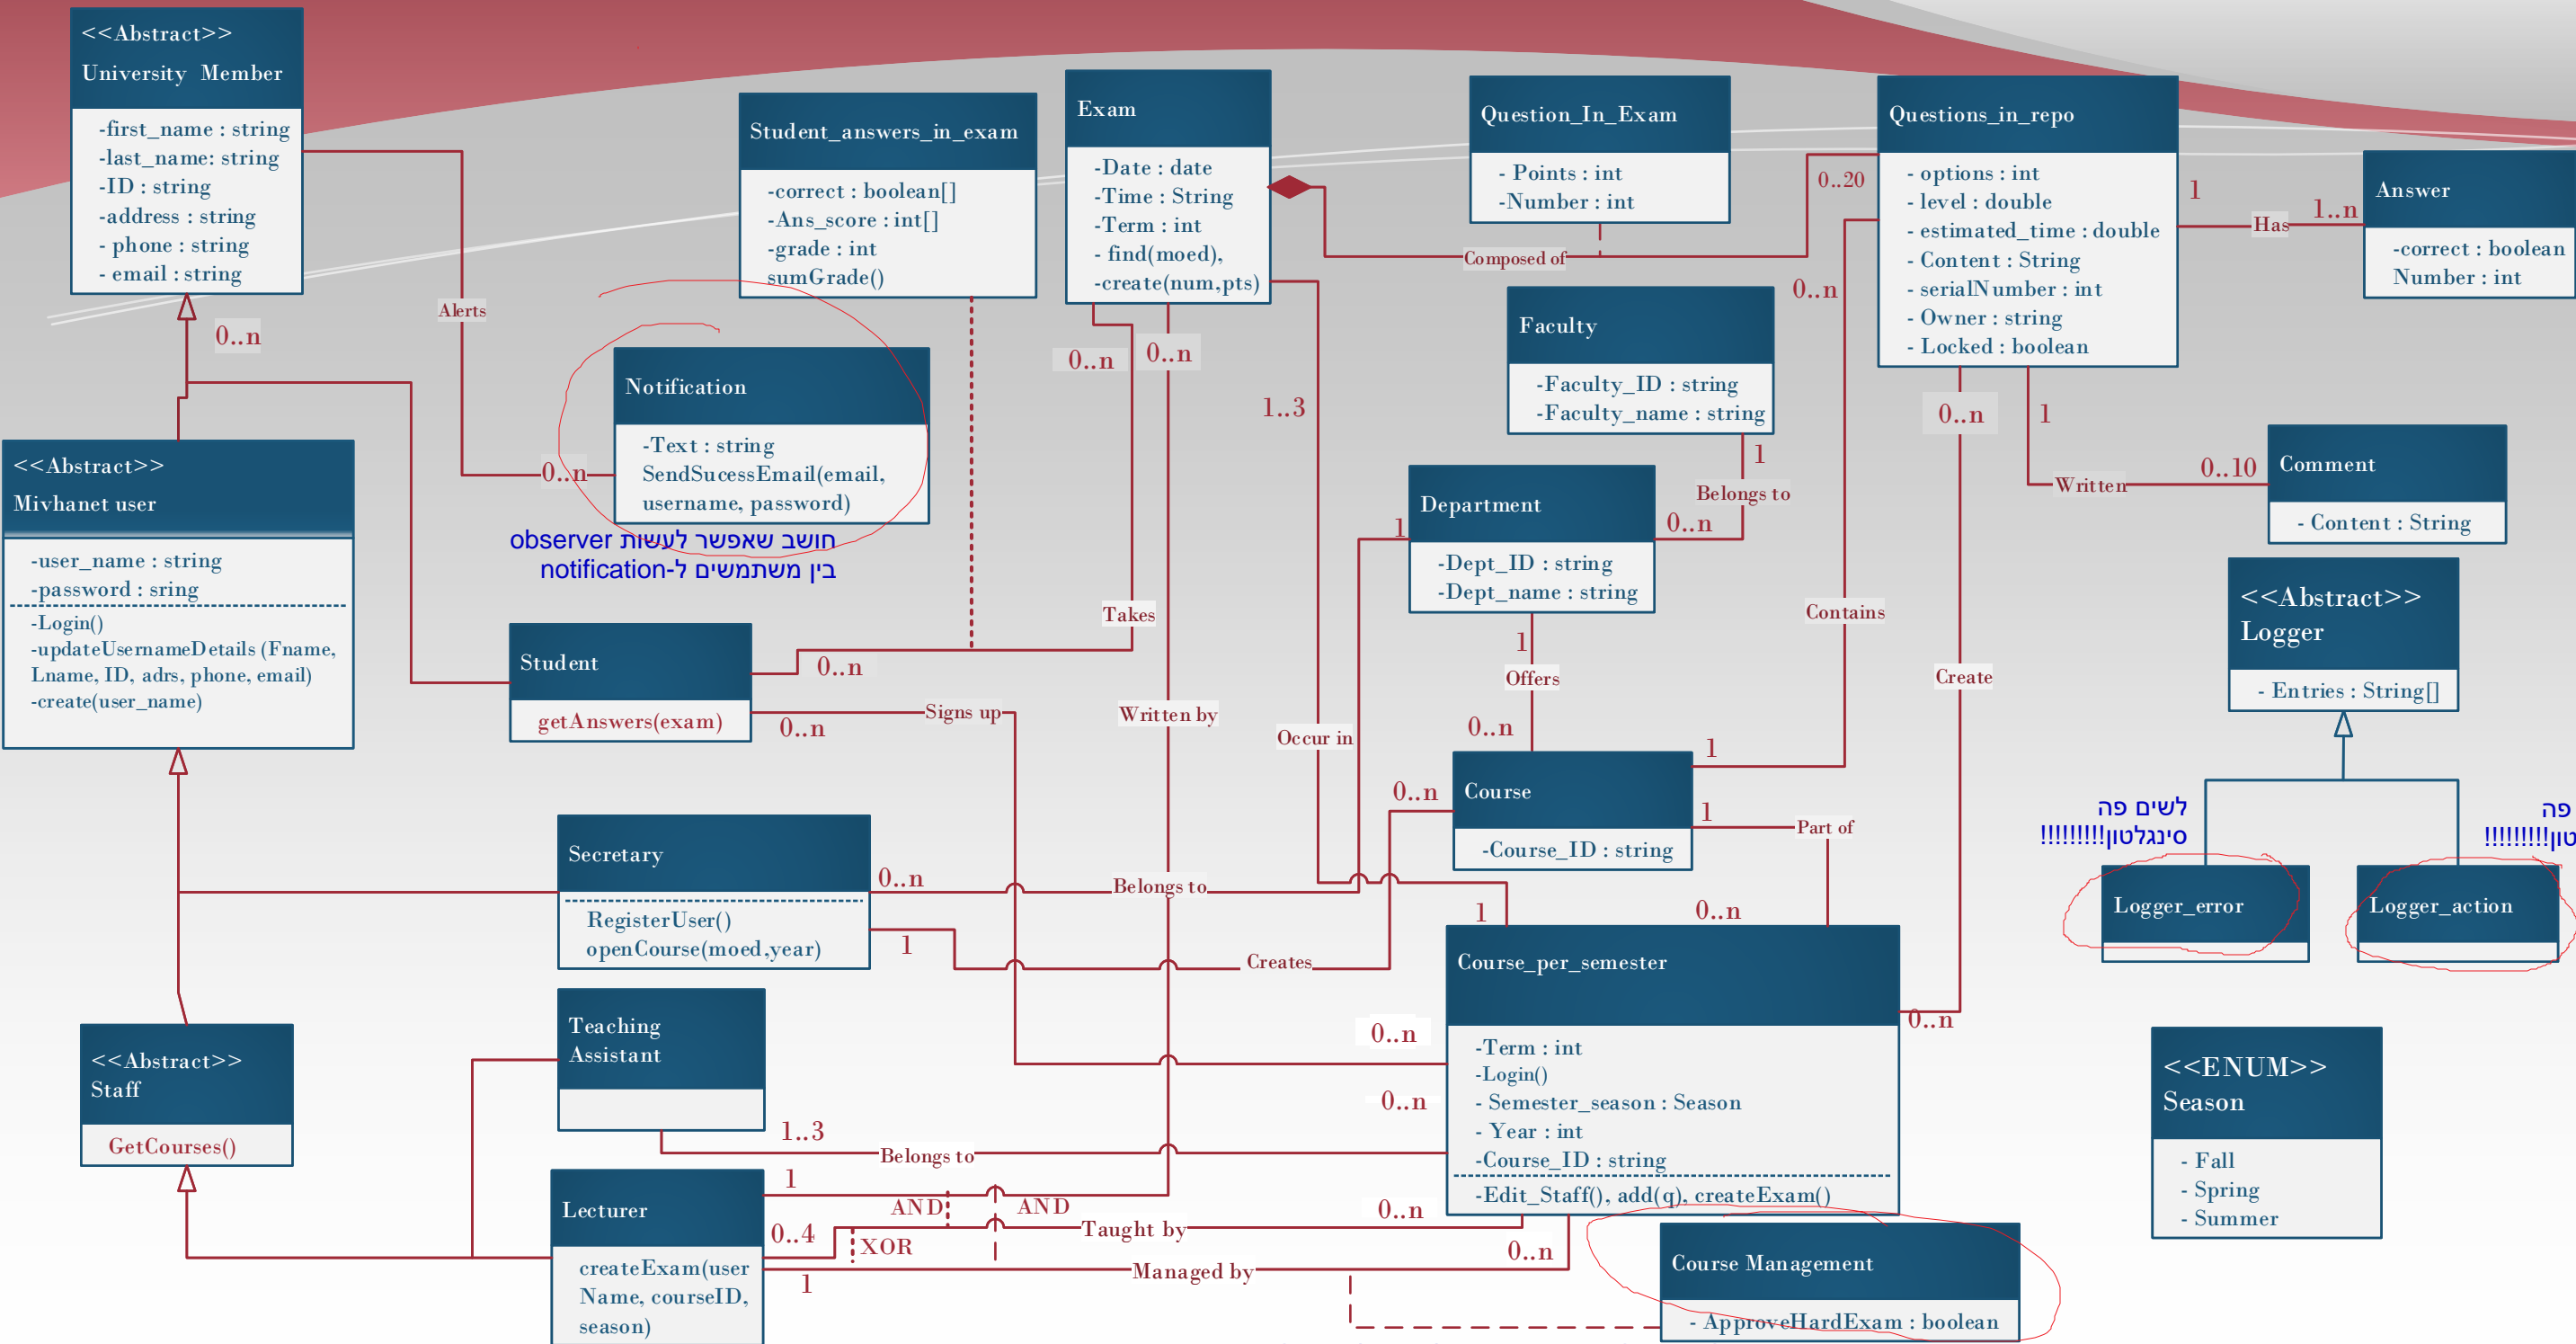 <<Abstract>>
University Member
-first_name : string
-last_name: string
-ID : string
-address : string
- phone : string
- email : string
0..n
Alerts
Student_answers_in_exam
-correct : boolean[]
-Ans_score : int[]
-grade : int
sumGrade()
Exam
-Date : date
-Time : String
-Term : int
- find(moed),
-create(num,pts)
Question_In_Exam
- Points : int
-Number : int
Composed of
0..20
Questions_in_repo
- options : int
- level : double
- estimated_time : double
- Content : String
- serialNumber : int
- Owner : string
- Locked : boolean
1
Has
1..n
Answer
-correct : boolean
Number : int
0..n
Notification
-Text : string
SendSucessEmail(email,
username, password)
0..n
חושב שאפשר לעשות observer
בין משתמשים ל-notification
0..n
0..n
1..3
Faculty
-Faculty_ID : string
-Faculty_name : string
1
Belongs to
0..n
0..n
1
Written
0..10
Comment
- Content : String
<<Abstract>>
Mivhanet user
-user_name : string
-password : sring
-Login()
-updateUsernameDetails (Fname,
Lname, ID, adrs, phone, email)
-create(user_name)
Department
-Dept_ID : string
-Dept_name : string
1
1
Offers
0..n
Takes
Contains
Create
<<Abstract>>
Logger
- Entries : String[]
Student
getAnswers(exam)
0..n
0..n
Signs up
Written by
Occur in
Course
-Course_ID : string
0..n
1
1
Part of
0..n
1
לשים פה
סינגלטון!!!!!!!!!
פה
טון!!!!!!!!!
Logger_error
Logger_action
Secretary
RegisterUser()
openCourse(moed,year)
0..n
Belongs to
1
Creates
Course_per_semester
-Term : int
-Login()
- Semester_season : Season
- Year : int
-Course_ID : string
-Edit_Staff(), add(q), createExam()
0..n
0..n
0..n
0..n
0..n
<<Abstract>>
Staff
GetCourses()
Teaching
Assistant
1..3
Belongs to
Lecturer
createExam(user
Name, courseID,
season)
1
AND
AND
0..4
XOR
Taught by
1
Managed by
Course Management
- ApproveHardExam : boolean
<<ENUM>>
Season
- Fall
- Spring
- Summer